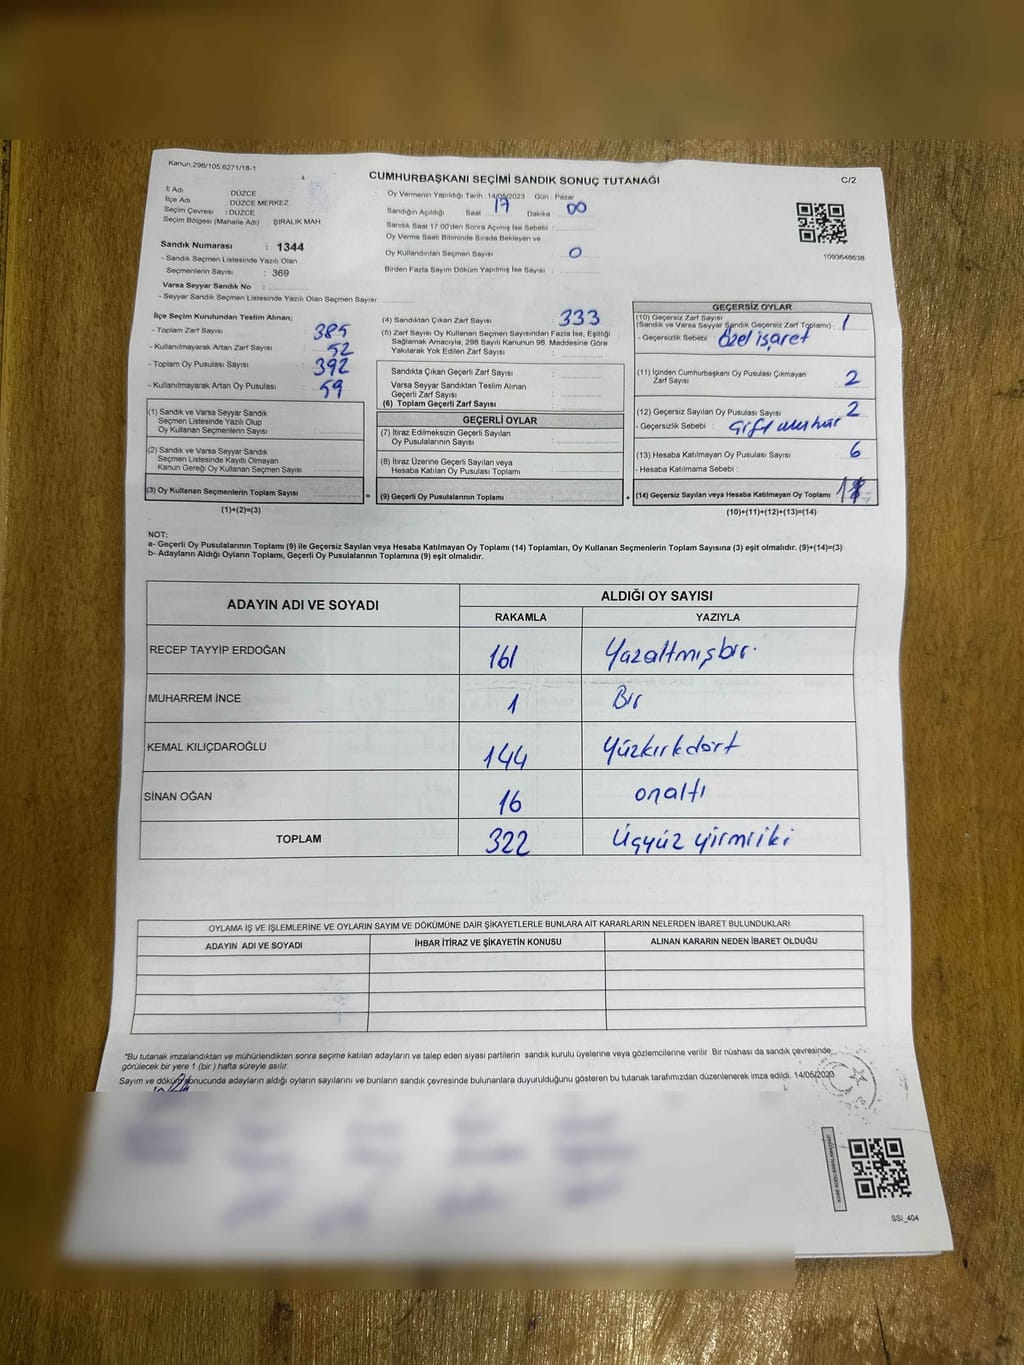 Kanun;298/105,6271/18-1
CUMHURBAŞKANI SEÇİMİ SANDIK SONUÇ TUTANAĞI
C/2
İl Adı DÜZCE
İlçe Adı : DÜZCE MERKEZ
Seçim Çevresi : DÜZCE
Seçim Bölgesi (Mahalle Adı) ŞIRALIK MAH.
Sandık Numarası : 1344
- Sandık Seçmen Listesinde Yazılı Olan
Seçmenlerin Sayısı : 369
Varsa Seyyar Sandık No :
- Seyyar Sandık Seçmen Listesinde Yazılı Olan Seçmen Sayısı:
Oy Vermenin Yapıldığı Tarih :14/05/2023 Gün : Pazar
Sandığın Açıldığı Saat : 17 Dakika : 00
Sandık Saat 17:00'den Sonra Açımış İse Sebebi :
Oy Verme Saati Bitiminde Sırada Bekleyen ve
Oy Kullandırılan Seçmen Sayısı : 0
Birden Fazla Sayım Döküm Yapılmış İse Sayısı :
1093648638
İlçe Seçim Kurulundan Teslim Alınan;
- Toplam Zarf Sayısı 385
- Kullanılmayarak Artan Zarf Sayısı 52
- Toplam Oy Pusulası Sayısı 392
- Kullanılmayarak Artan Oy Pusulası 59
(1) Sandık ve Varsa Seyyar Sandık
Seçmen Listesinde Yazılı Olup
Oy Kullanan Seçmenlerin Sayısı
(2) Sandık ve Varsa Seyyar Sandık
Seçmen Listesinde Kayıtlı Olmayan
Kanun Gereği Oy Kullanan Seçmen Sayısı
(3) Oy Kullanan Seçmenlerin Toplam Sayısı
(1)+(2)=(3)
=
(4) Sandıktan Çıkan Zarf Sayısı : 333
(5) Zarf Sayısı Oy Kullanan Seçmen Sayısından Fazla İse, Eşitliği
Sağlamak Amacıyla, 298 Sayılı Kanunun 98. Maddesine Göre
Yakılarak Yok Edilen Zarf Sayısı :
Sandıkta Çıkan Geçerli Zarf Sayısı :
Varsa Seyyar Sandıktan Teslim Alınan
Geçerli Zarf Sayısı :
(6) Toplam Geçerli Zarf Sayısı :
GEÇERLİ OYLAR
(7) İtiraz Edilmeksizin Geçerli Sayılan
Oy Pusulalarının Sayısı :
(8) İtiraz Üzerine Geçerli Sayılan veya
Hesaba Katılan Oy Pusulası Toplamı :
(9) Geçerli Oy Pusulalarının Toplamı :
+
GEÇERSİZ OYLAR
(10) Geçersiz Zarf Sayısı
(Sandık ve Varsa Seyyar Sandık Geçersiz Zarf Toplamı) : 1
- Geçersizlik Sebebi : Özel işaret
(11) İçinden Cumhurbaşkanı Oy Pusulası Çıkmayan
Zarf Sayısı : 2
(12) Geçersiz Sayılan Oy Pusulası Sayısı : 2
- Geçersizlik Sebebi :
(13) Hesaba Katılmayan Oy Pusulası Sayısı : 6
- Hesaba Katılmama Sebebi :
(14) Geçersiz Sayılan veya Hesaba Katılmayan Oy Toplamı
(10)+(11)+(12)+(13)=(14)
NOT:
a- Geçerli Oy Pusulalarının Toplamı (9) ile Geçersiz Sayılan veya Hesaba Katılmayan Oy Toplamı (14) Toplamları, Oy Kullanan Seçmenlerin Toplam Sayısına (3) eşit olmalıdır. (9)+(14)=(3)
b- Adayların Aldığı Oyların Toplamı, Geçerli Oy Pusulalarının Toplamına (9) eşit olmalıdır.
ADAYIN ADI VE SOYADI ALDIĞI OY SAYISI
RAKAMLA YAZIYLA
RECEP TAYYİP ERDOĞAN 161 Yüzaltmışbir.
MUHARREM İNCE 1 Bir
KEMAL KILIÇDAROĞLU 144 Yüzkırkdört
SİNAN OĞAN 16 onaltı
TOPLAM 322 Üçyüz yirmiiki
OYLAMA İŞ VE İŞLEMLERİNE VE OYLARIN SAYIM VE DÖKÜMÜNE DAİR ŞİKAYETLERLE BUNLARA AİT KARARLARIN NELERDEN İBARET BULUNDUKLARI
ADAYIN ADI VE SOYADI İHBAR İTİRAZ VE ŞİKAYETİN KONUSU ALINAN KARARIN NEDEN İBARET OLDUĞU
*Bu tutanak imzalandıktan ve mühürlendikten sonra seçime katılan adayların ve talep eden siyasi partilerin sandık kurulu üyelerine veya gözlemcilerine verilir. Bir nüshası da sandık çevresinde
görülecek bir yere 1 (bir ) hafta süreyle asılır.
Sayım ve döküm sonucunda adayların aldığı oyların sayılarını ve bunların sandık çevresinde bulunanlara duyurulduğunu gösteren bu tutanak tarafımızdan düzenlenerek imza edildi. 14/05/2023
SSİ_404